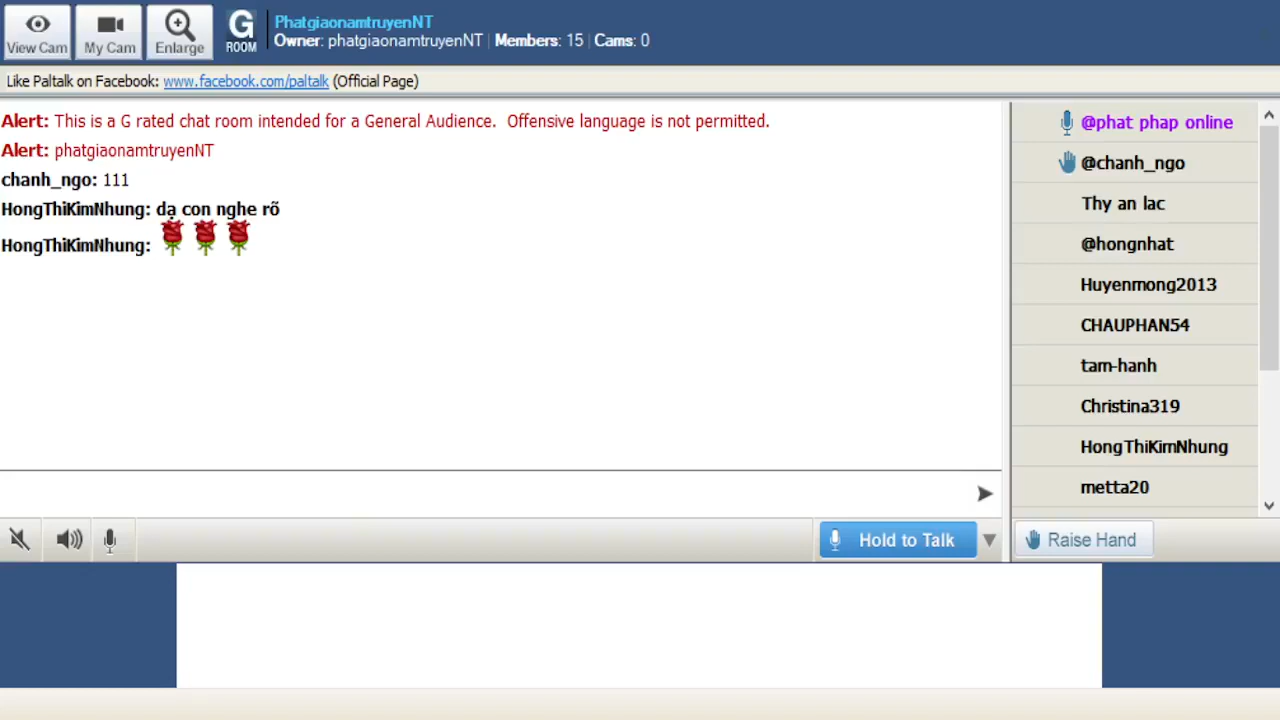 View Cam
My Cam
Enlarge
G
ROOM
PhatgiaonamtruyenNT
Owner: phatgiaonamtruyenNT | Members: 15 | Cams: 0
Like Paltalk on Facebook: www.facebook.com/paltalk (Official Page)
Alert: This is a G rated chat room intended for a General Audience. Offensive language is not permitted.
Alert: phatgiaonamtruyenNT
chanh_ngo: 111
HongThiKimNhung: dạ con nghe rõ
HongThiKimNhung:
@phat phap online
@chanh_ngo
Thy an lac
@hongnhat
Huyenmong2013
CHAUPHAN54
tam-hanh
Christina319
HongThiKimNhung
metta20
Hold to Talk
Raise Hand